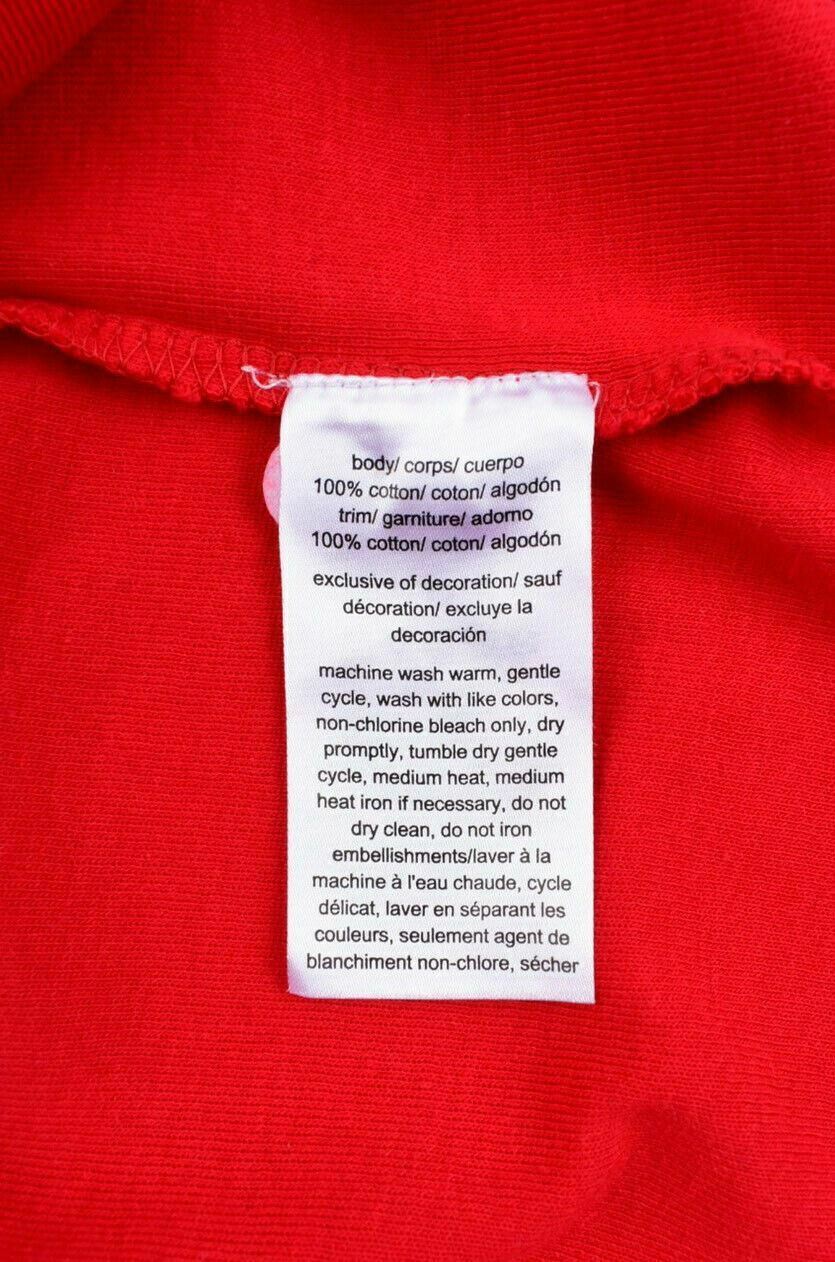 body/ corps/ cuerpo
100% cotton/ coton/ algodón
trim/ garniture/ adorno
100% cotton/ coton/ algodón
exclusive of decoration/ sauf
décoration/ excluye la
decoración
machine wash warm, gentle
cycle, wash with like colors,
non-chlorine bleach only, dry
promptly, tumble dry gentle
cycle, medium heat, medium
heat iron if necessary, do not
dry clean, do not iron
embellishments/laver à la
machine à l'eau chaude, cycle
délicat, laver en séparant les
couleurs, seulement agent de
blanchiment non-chlore, sécher